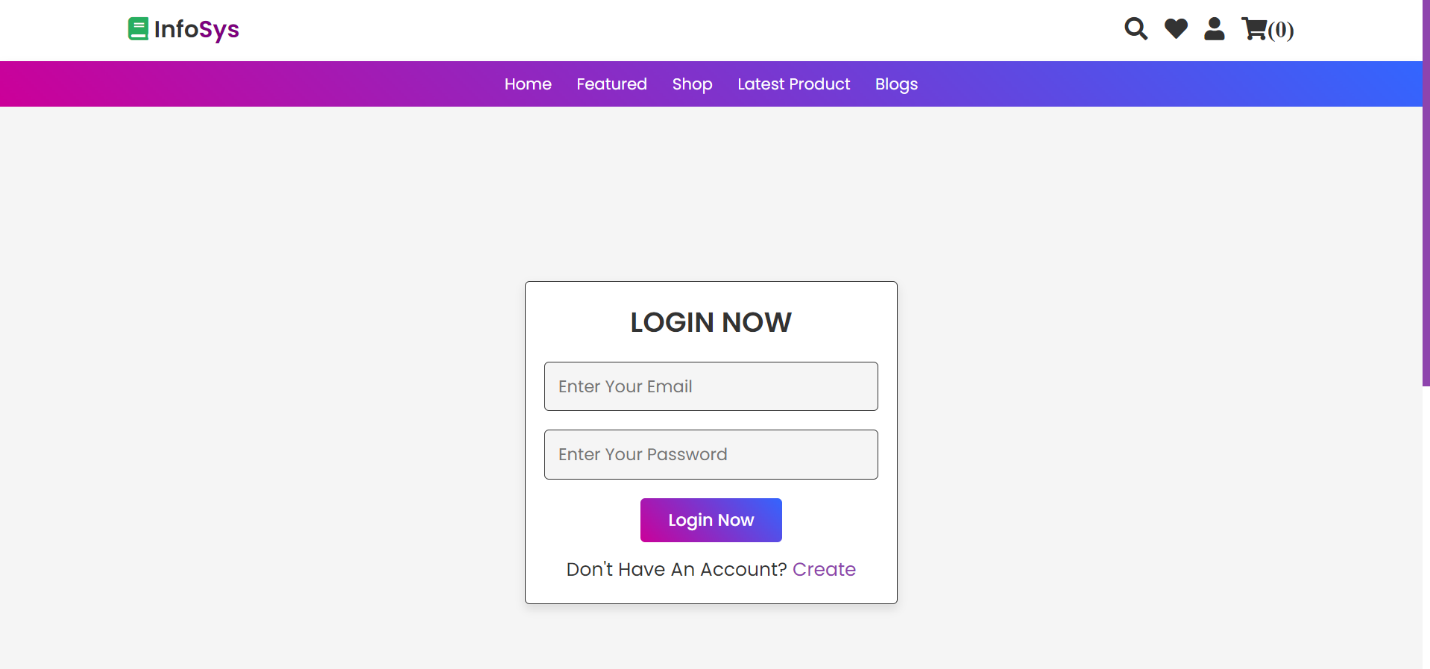 InfoSys
(0)
Home Featured Shop Latest Product Blogs
LOGIN NOW
Enter Your Email
Enter Your Password
Login Now
Don't Have An Account? Create